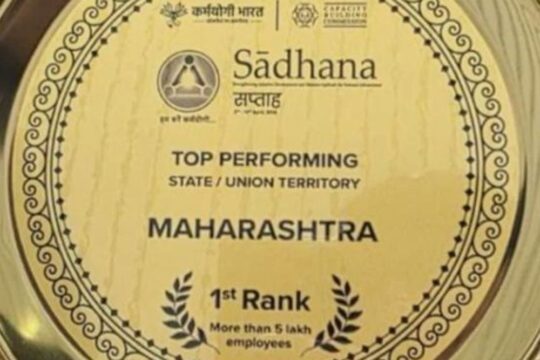 कर्मयोगी भारत
CAPACITY
BUILDING
COMMISSION
Sādhana
सप्ताह
TOP PERFORMING
STATE / UNION TERRITORY
MAHARASHTRA
1st Rank
More than 5 lakh
employees